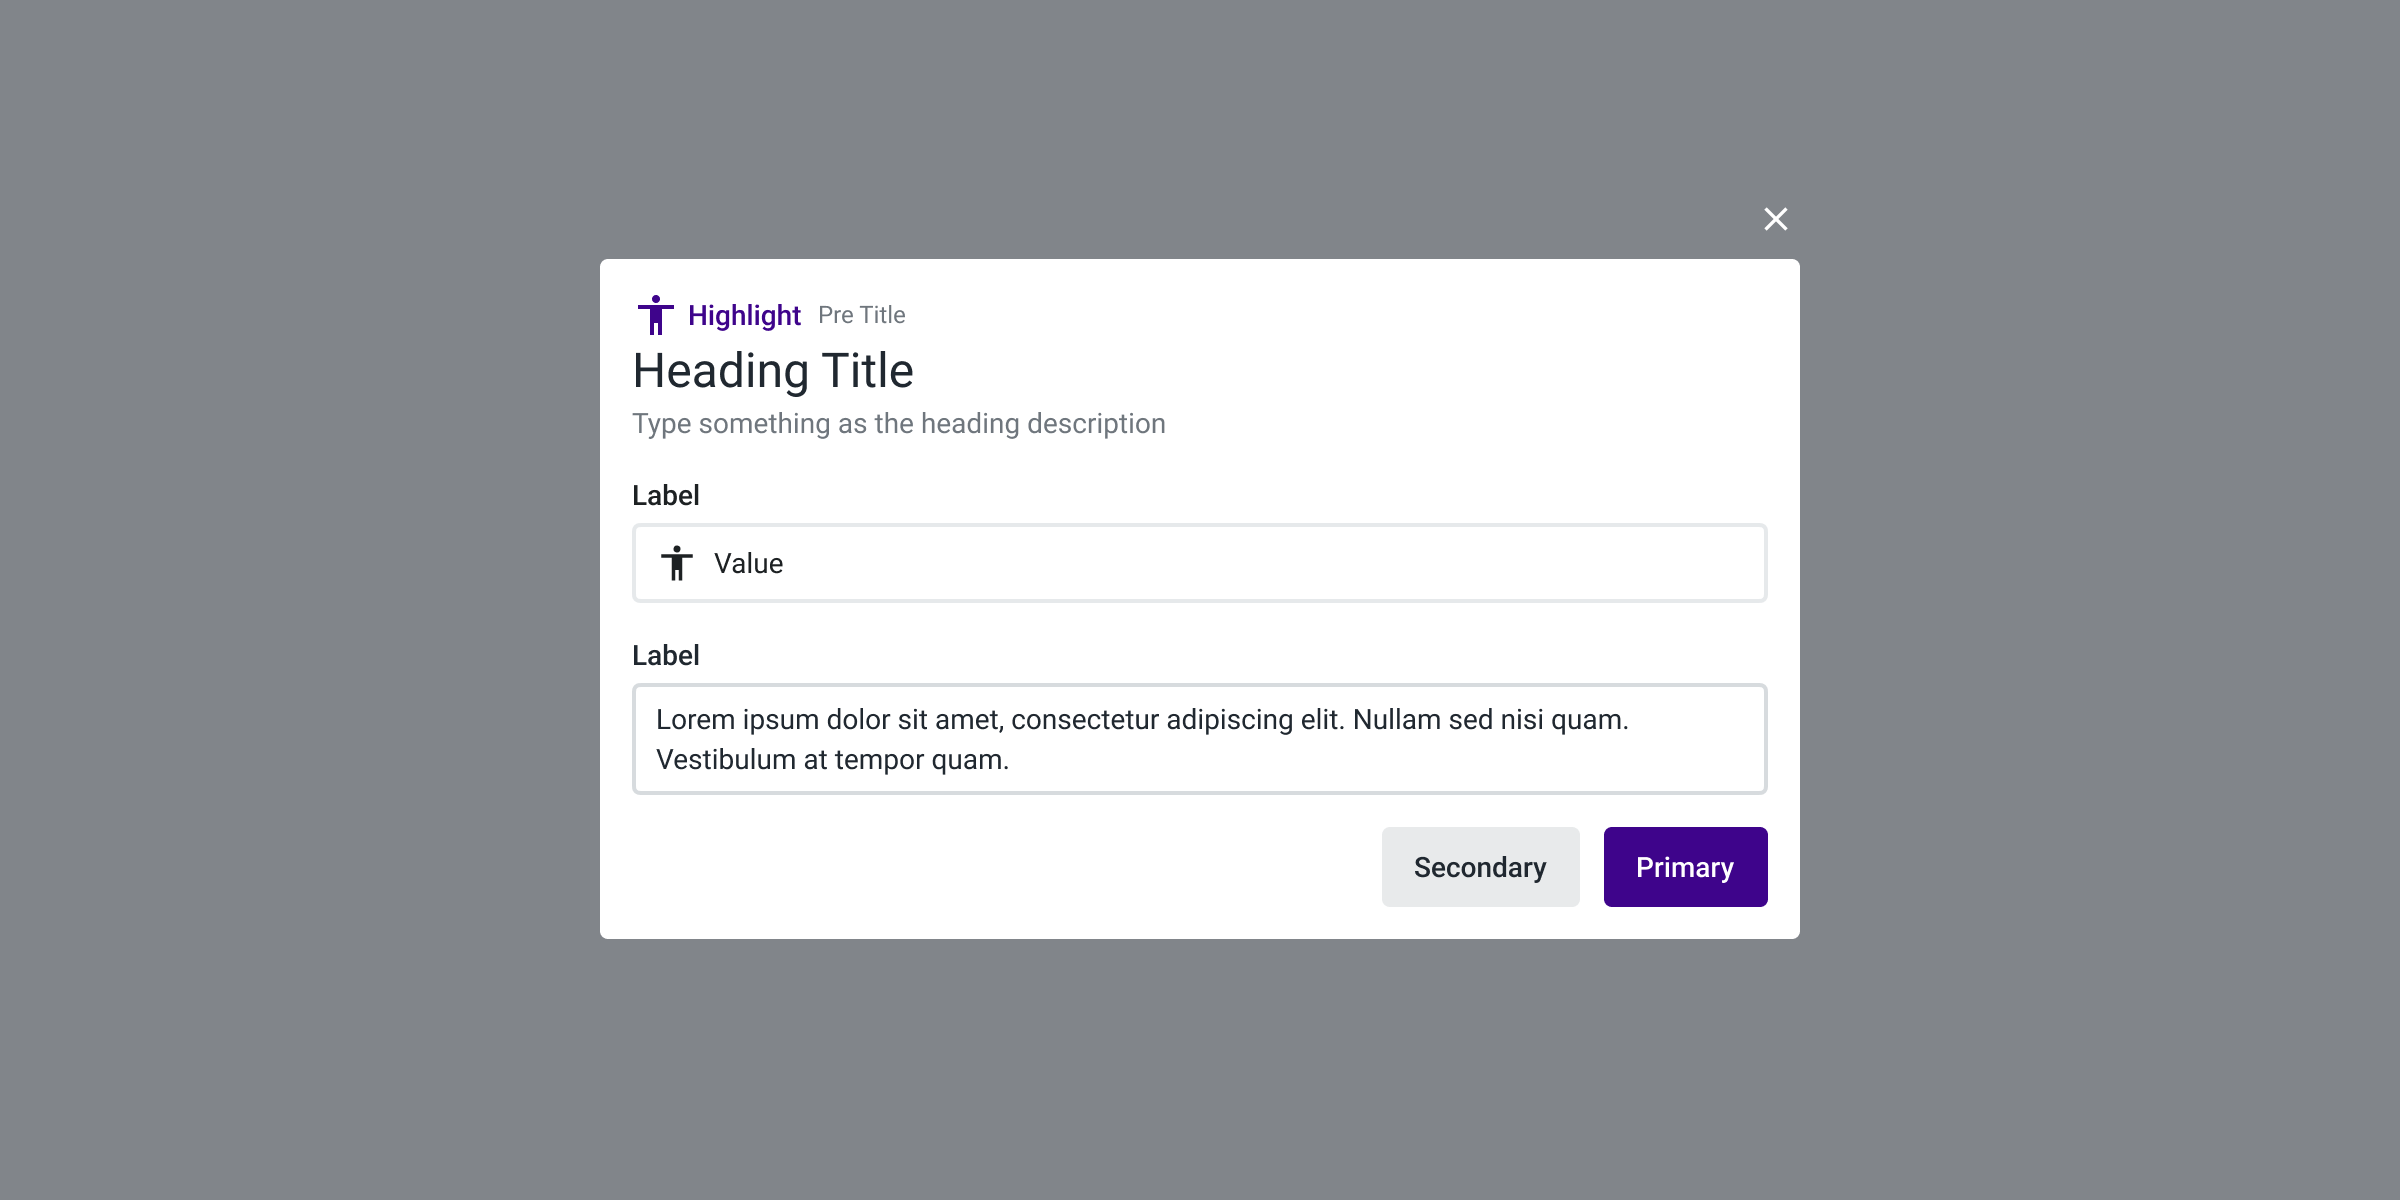 Highlight Pre Title
Heading Title
Type something as the heading description
Label
Value
Label
Lorem ipsum dolor sit amet, consectetur adipiscing elit. Nullam sed nisi quam.
Vestibulum at tempor quam.
Secondary Primary